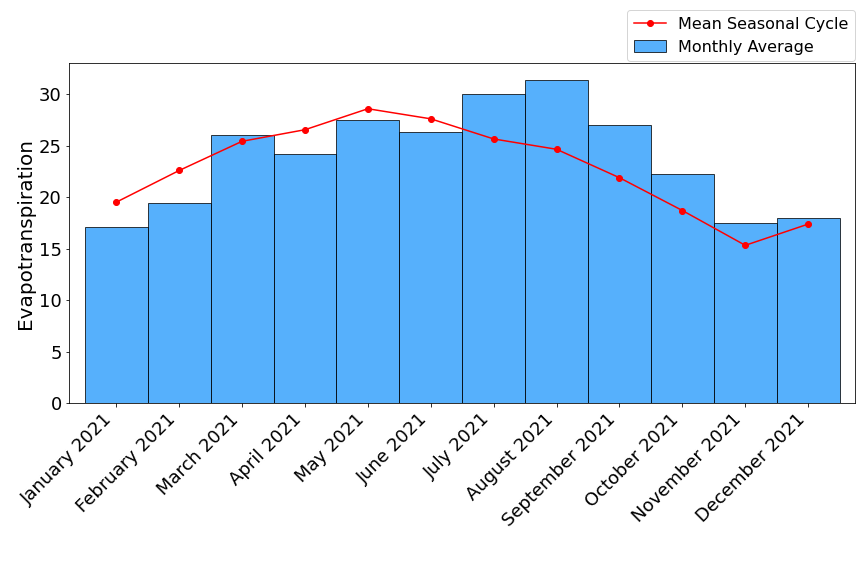 Mean Seasonal Cycle
Monthly Average
Evapotranspiration
30
25
20
15
10
5
0
January 2021
February 2021
March 2021
April 2021
May 2021
June 2021
July 2021
August 2021
September 2021
October 2021
November 2021
December 2021